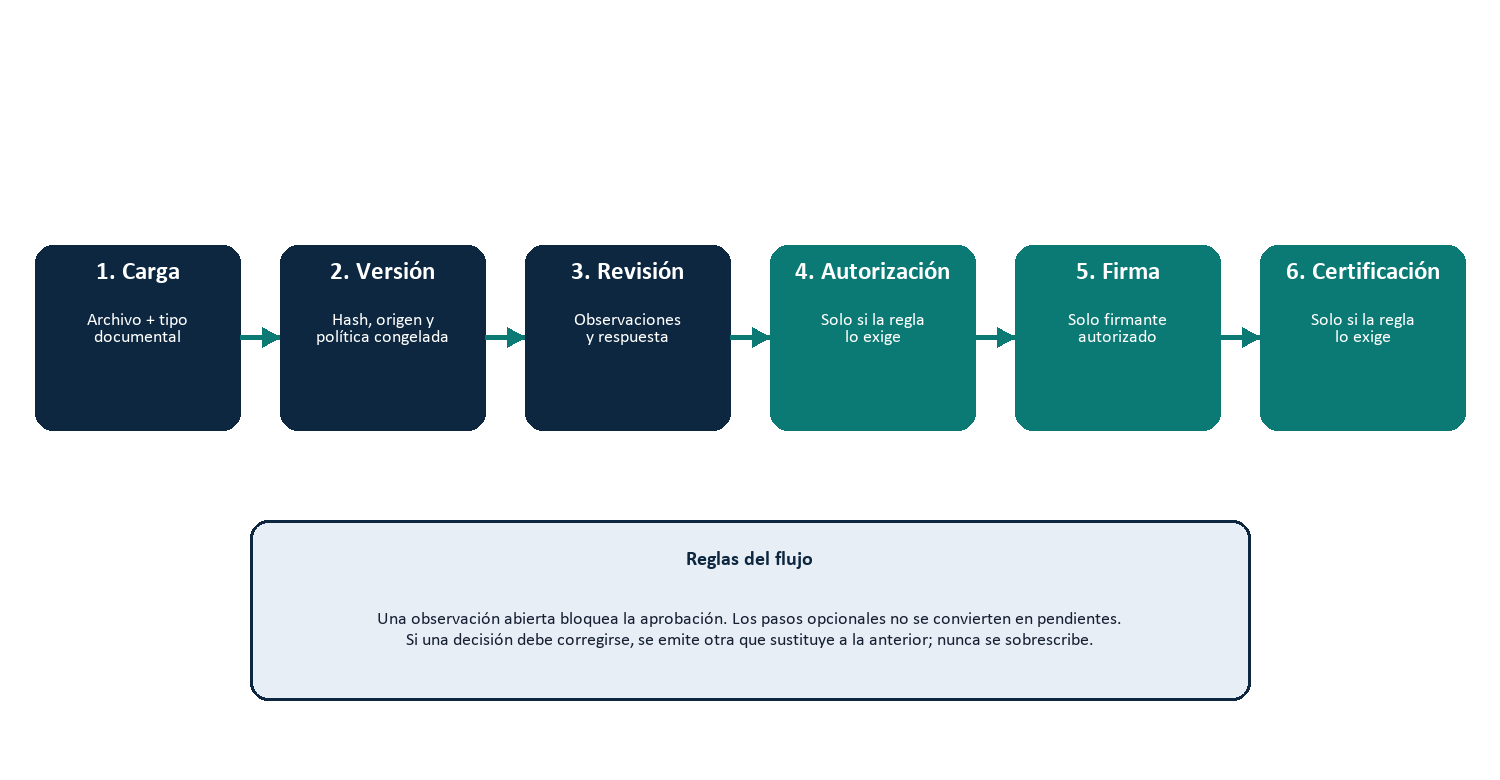 1. Carga
Archivo + tipo
documental
2. Versión
Hash, origen y
política congelada
3. Revisión
Observaciones
y respuesta
4. Autorización
Solo si la regla
lo exige
5. Firma
Solo firmante
autorizado
6. Certificación
Solo si la regla
lo exige
Reglas del flujo
Una observación abierta bloquea la aprobación. Los pasos opcionales no se convierten en pendientes.
Si una decisión debe corregirse, se emite otra que sustituye a la anterior; nunca se sobrescribe.